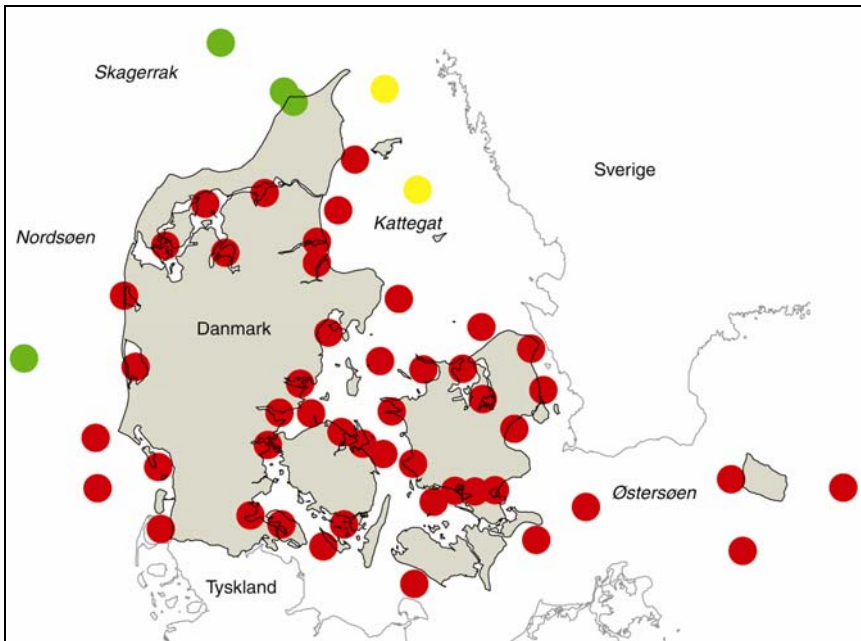 Skagerrak
Sverige
Kattegat
Nordsøen
Danmark
Østersøen
Tyskland